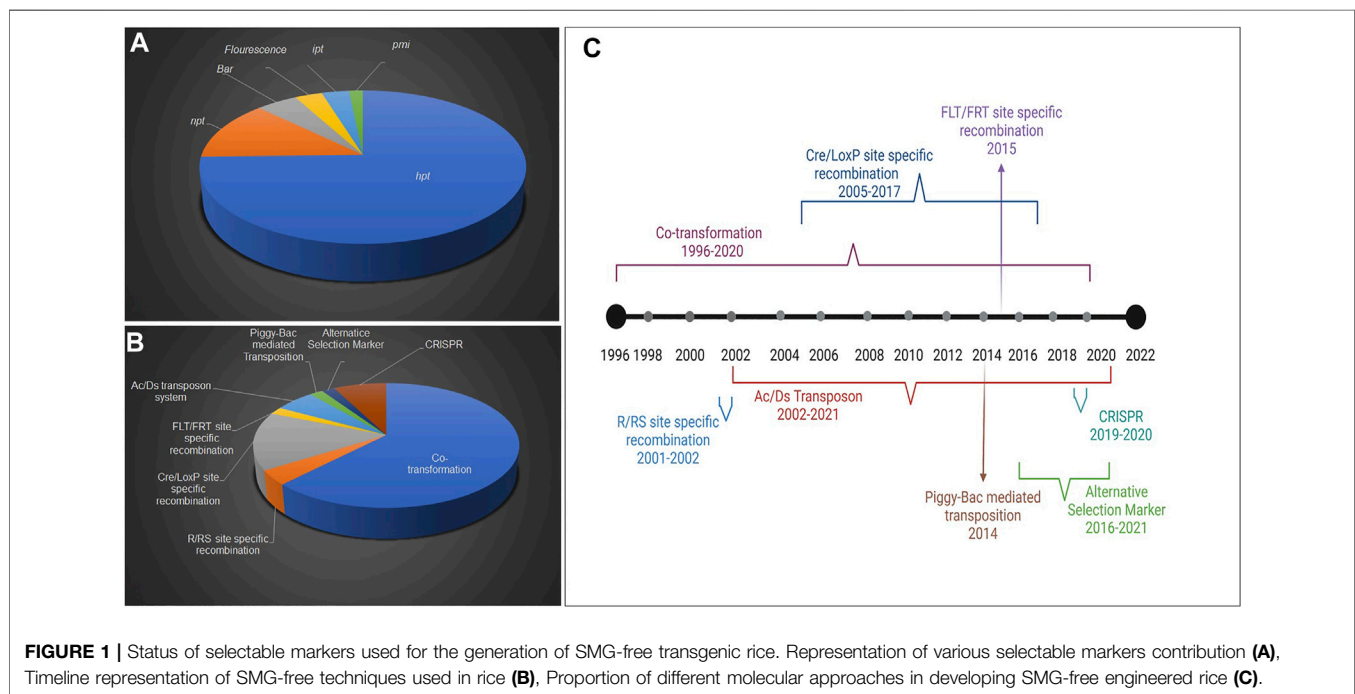 A
Flourescence
ipt
pmi
Bar
npt
hpt
B
Piggy-Bac
mediated
Transposition
Alternatice
Selection Marker
CRISPR
Ac/Ds transposon
system
FLT/FRT site
specific
recombination
Cre/LoxP site
specific
recombination
R/RS site specific
recombination
Co-
transformation
C
FLT/FRT site specific
recombination
2015
Cre/LoxP site specific
recombination
2005-2017
Co-transformation
1996-2020
1996 1998 2000 2002 2004 2006 2008 2010 2012 2014 2016 2018 2020 2022
R/RS site specific
recombination
2001-2002
Ac/Ds Transposon
2002-2021
CRISPR
2019-2020
Piggy-Bac mediated
transposition
2014
Alternative
Selection Marker
2016-2021
FIGURE 1 | Status of selectable markers used for the generation of SMG-free transgenic rice. Representation of various selectable markers contribution (A),
Timeline representation of SMG-free techniques used in rice (B), Proportion of different molecular approaches in developing SMG-free engineered rice (C).